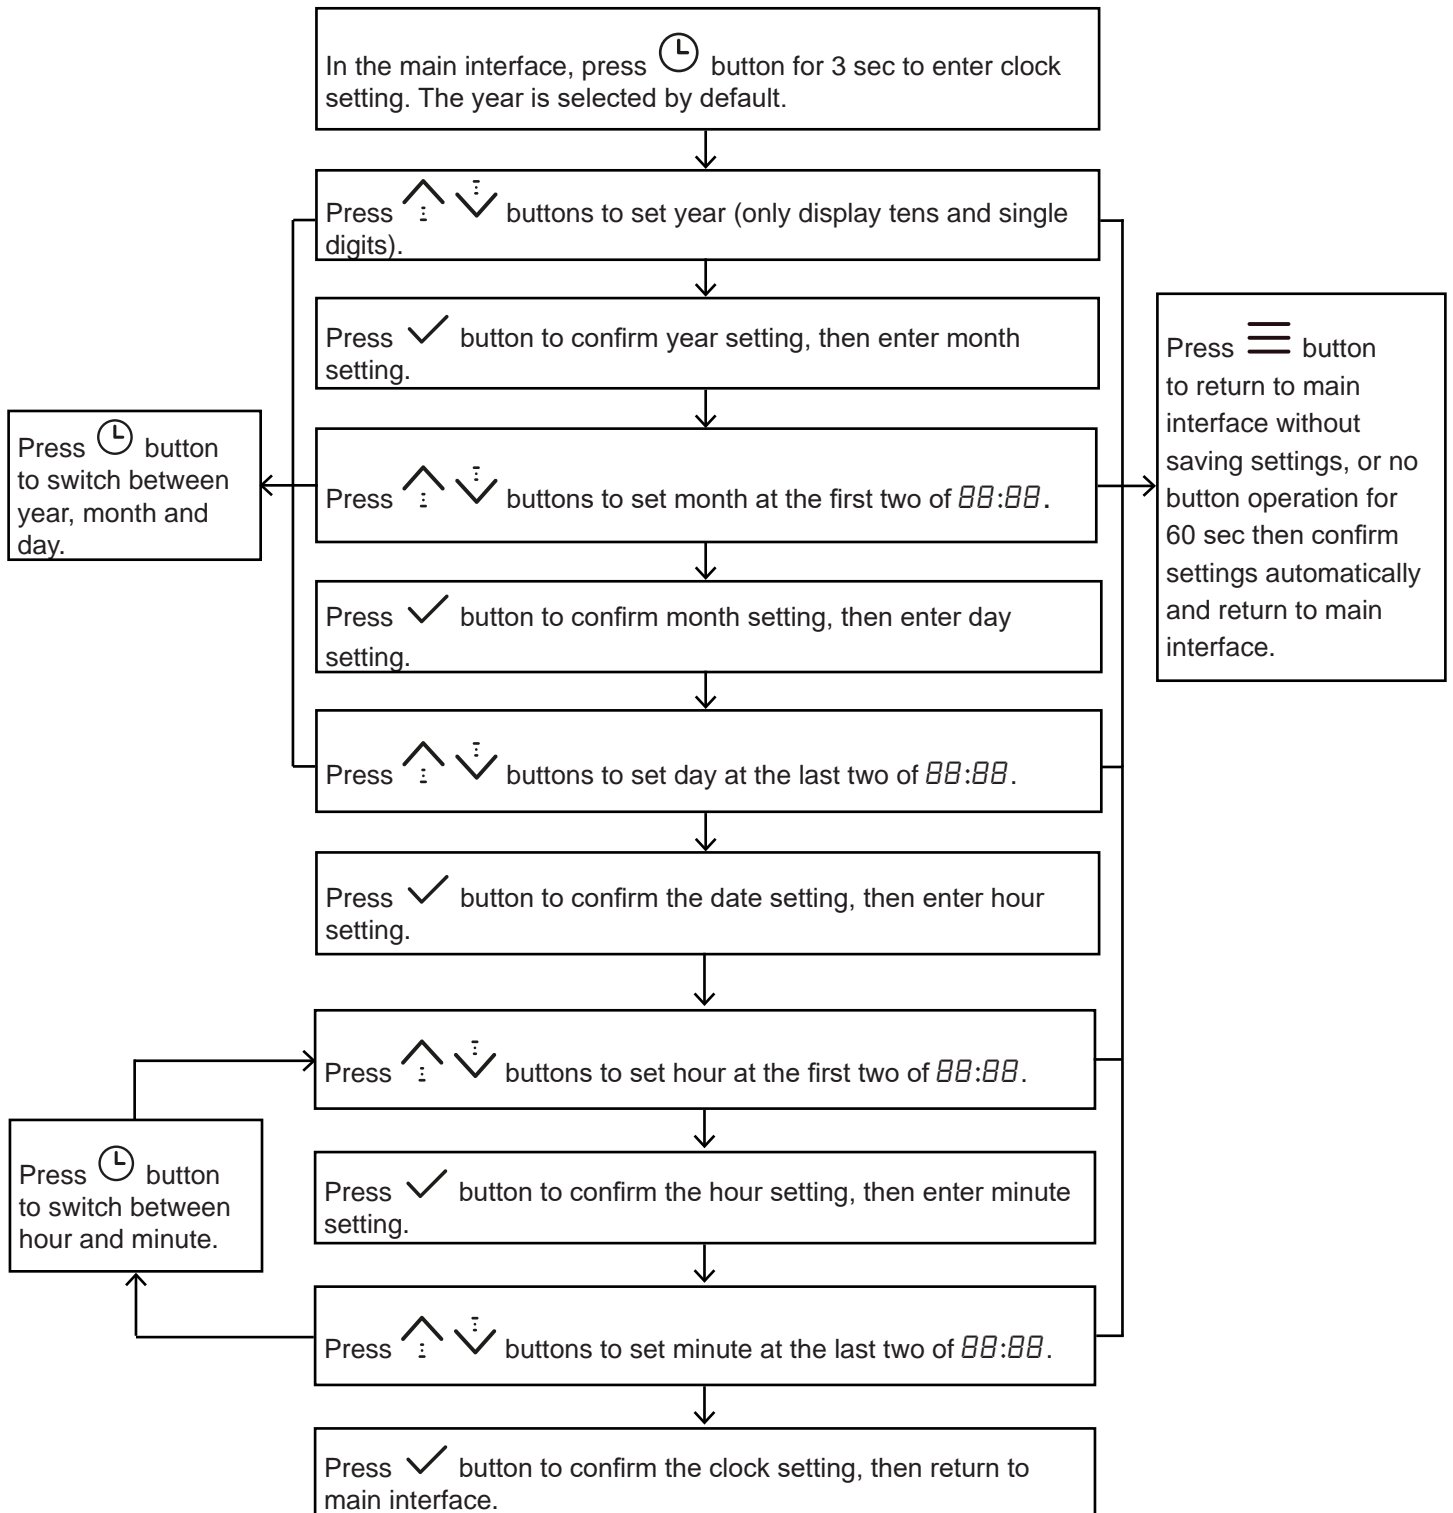 In the main interface, press button for 3 sec to enter clock
setting. The year is selected by default.
Press buttons to set year (only display tens and single
digits).
Press button to confirm year setting, then enter month
setting.
Press button
to return to main
interface without
saving settings, or no
button operation for
60 sec then confirm
settings automatically
and return to main
interface.
Press button
to switch between
year, month and
day.
Press buttons to set month at the first two of 88:88.
Press button to confirm month setting, then enter day
setting.
Press buttons to set day at the last two of 88:88.
Press button to confirm the date setting, then enter hour
setting.
Press buttons to set hour at the first two of 88:88.
Press button
to switch between
hour and minute.
Press button to confirm the hour setting, then enter minute
setting.
Press buttons to set minute at the last two of 88:88.
Press button to confirm the clock setting, then return to
main interface.